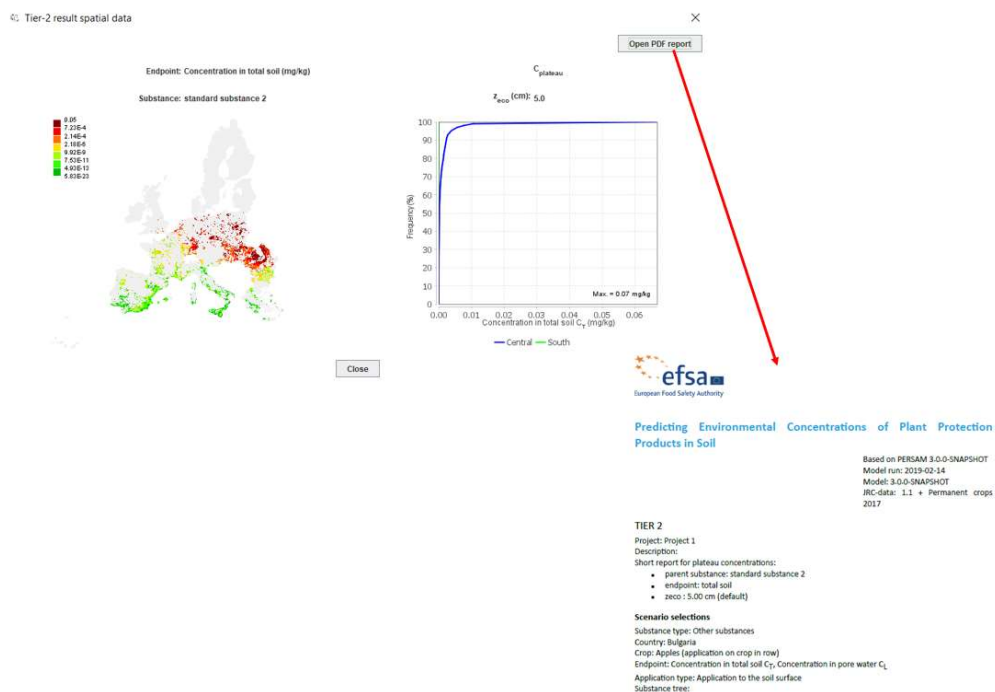 Tier-2 result spatial data
Open PDF report
Endpoint: Concentration in total soil (mg/kg)
Substance: standard substance 2
0.05
7.23E-4
2.14E-4
2.16E-6
9.92E-9
7.53E-11
4.93E-13
5.83E-23
C plateau
z eco (cm): 5.0
Frequency(%)
100
90
80
70
60
50
40
30
20
10
0
Max. = 0.07 mg/kg
0.00 0.01 0.02 0.03 0.04 0.05 0.06
Concentration in total soil C T (mg/kg)
Central South
Close
efsa
European Food Safety Authority
Predicting Environmental Concentrations of Plant Protection
Products in Soil
Based on PERSAM 3-0-0-SNAPSHOT
Model run: 2019-02-14
Model: 3-0-0-SNAPSHOT
JRC-data: 1.1 + Permanent crops
2017
TIER 2
Project: Project 1
Description:
Short report for plateau concentrations:
• parent substance: standard substance 2
• endpoint: total soil
• zeco : 5.00 cm (default)
Scenario selections
Substance type: Other substances
Country: Bulgaria
Crop: Apples (application on crop in row)
Endpoint: Concentration in total soil CT, Concentration in pore water CL
Application type: Application to the soil surface
Substance tree: